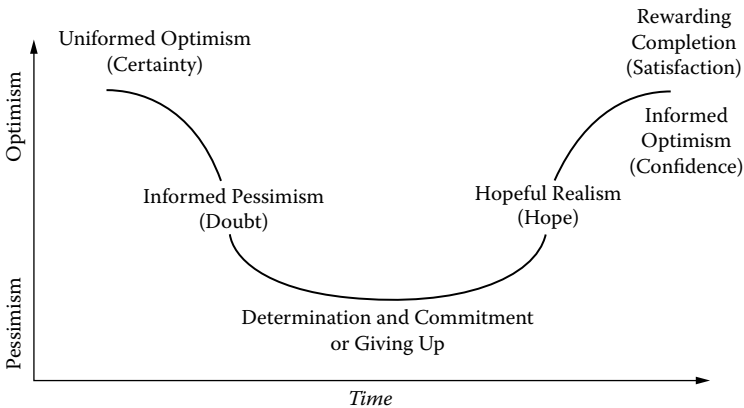 Uniformed Optimism
(Certainty)
Rewarding
Completion
(Satisfaction)
Informed
Optimism
(Confidence)
Optimism
Informed Pessimism
(Doubt)
Hopeful Realism
(Hope)
Pessimism
Determination and Commitment
or Giving Up
Time